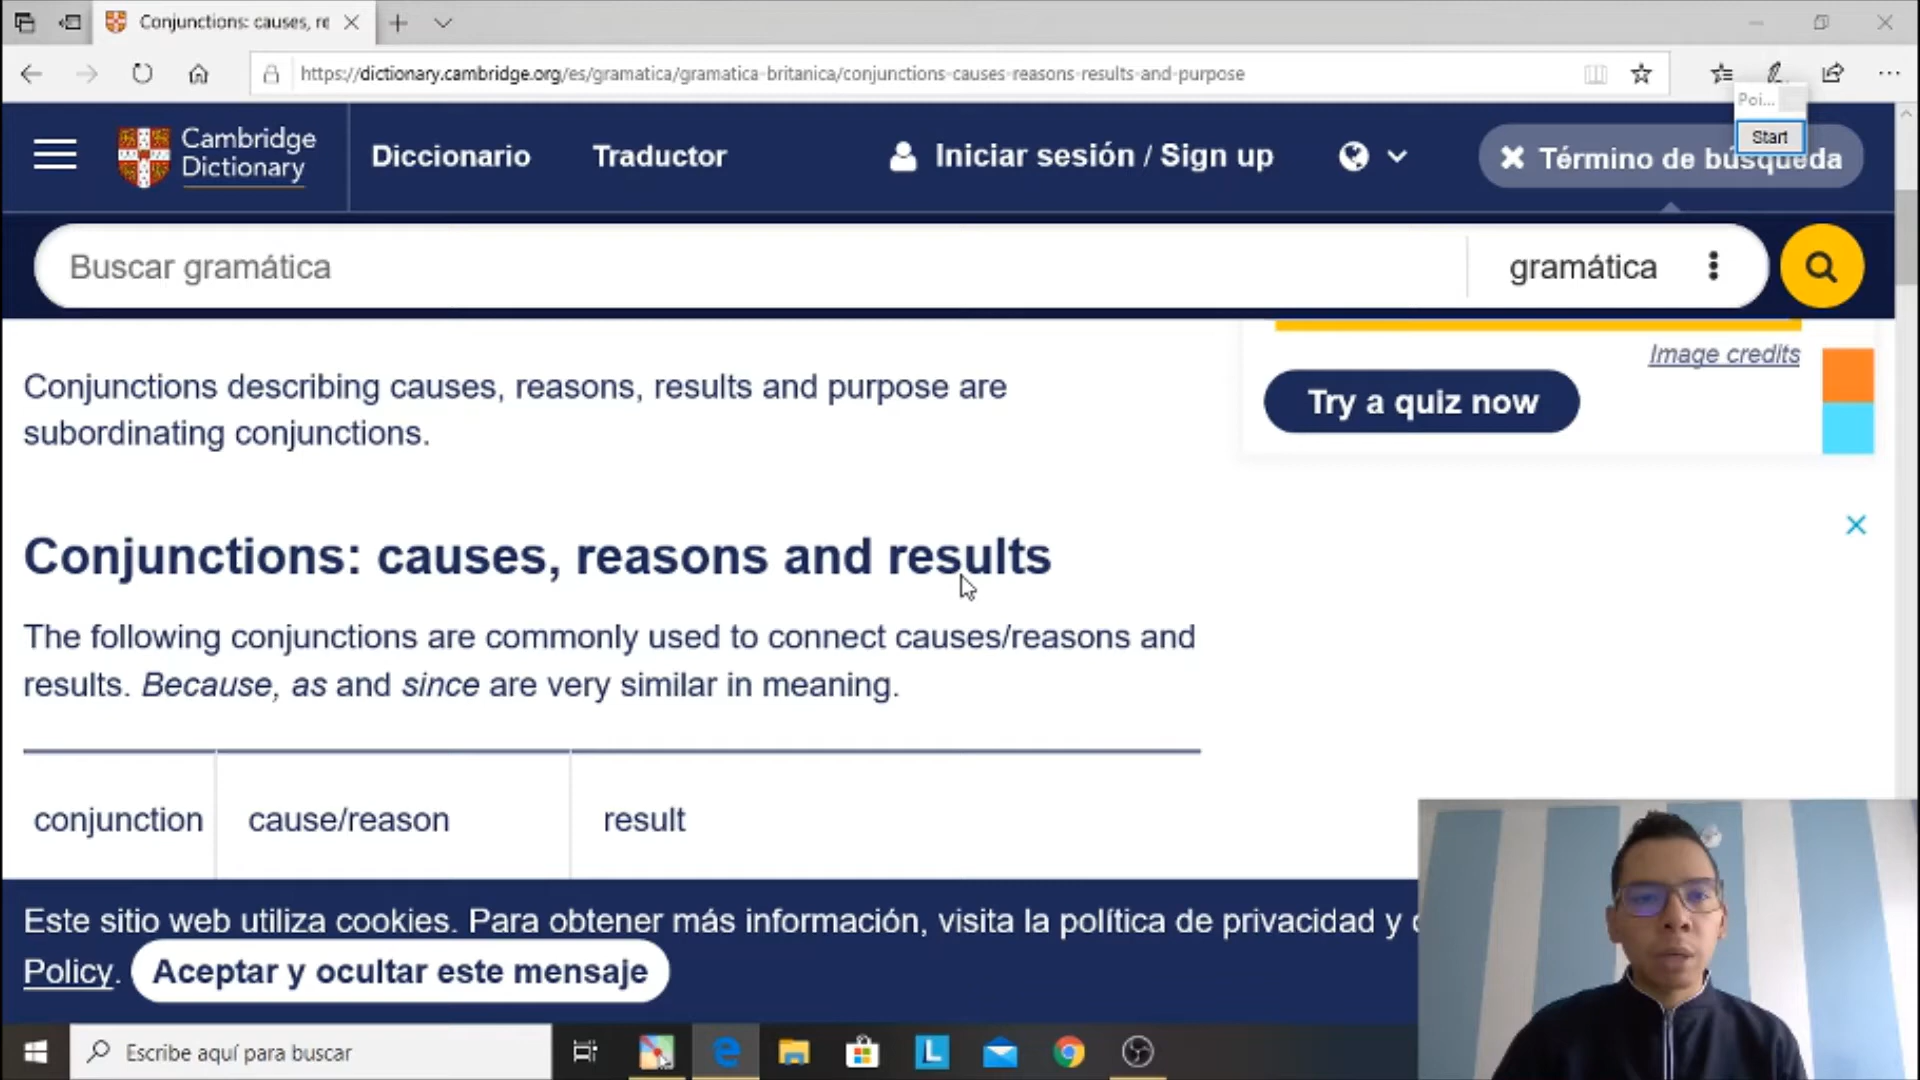 Conjunctions: causes, re
https://dictionary.cambridge.org/es/gramatica/gramatica-britanica/conjunctions-causes-reasons-results-and-purpose
Poi...
Start
Cambridge
Dictionary
Diccionario
Traductor
Iniciar sesión / Sign up
Término de búsqueda
Buscar gramática
gramática
Image credits
Try a quiz now
Conjunctions describing causes, reasons, results and purpose are
subordinating conjunctions.
Conjunctions: causes, reasons and results
The following conjunctions are commonly used to connect causes/reasons and
results. Because, as and since are very similar in meaning.
conjunction
cause/reason
result
Este sitio web utiliza cookies. Para obtener más información, visita la política de privacidad y
Policy.
Aceptar y ocultar este mensaje
Escribe aquí para buscar
L